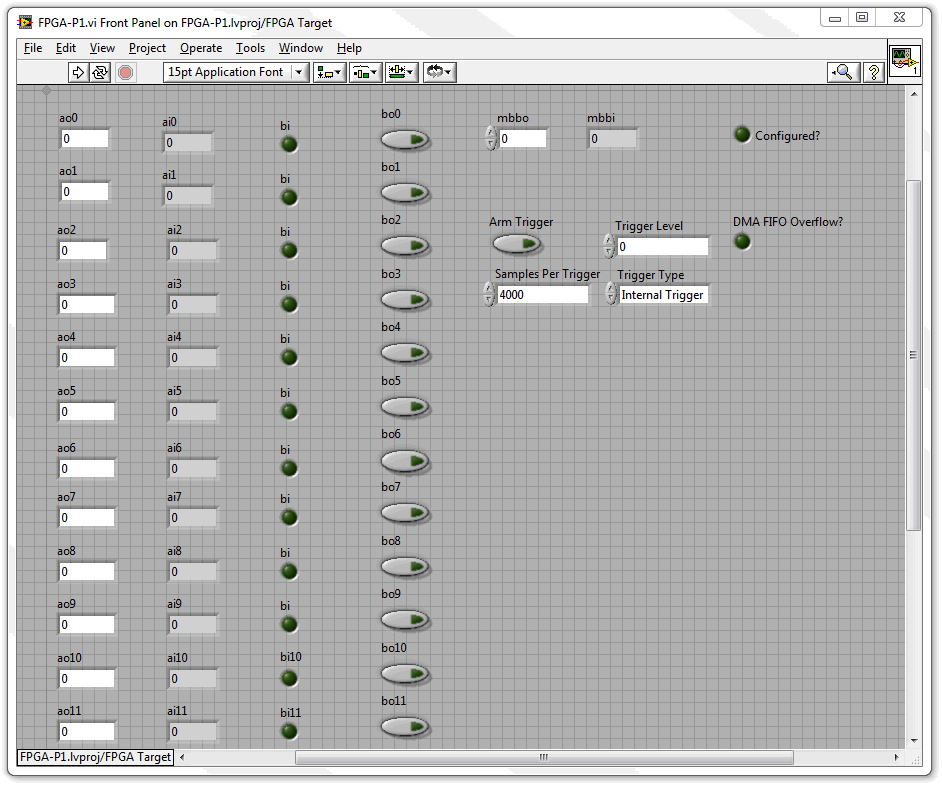 FPGA-P1.vi Front Panel on FPGA-P1.lvproj/FPGA Target
File Edit View Project Operate Tools Window Help
15pt Application Font
?
1
ao0 ai0 bi bo0 mbbo mbbi
0 0 0 0 Configured?
ao1 ai1 bi bo1
0 0
ao2 ai2 bi bo2 Arm Trigger Trigger Level DMA FIFO Overflow?
0 0 0
ao3 ai3 bi bo3 Samples Per Trigger Trigger Type
0 0 4000 Internal Trigger
ao4 ai4 bi bo4
0 0
ao5 ai5 bi bo5
0 0
ao6 ai6 bi bo6
0 0
ao7 ai7 bi bo7
0 0
ao8 ai8 bi bo8
0 0
ao9 ai9 bi bo9
0 0
ao10 ai10 bi10 bo10
0 0
ao11 ai11 bi11 bo11
0 0
FPGA-P1.lvproj/FPGA Target